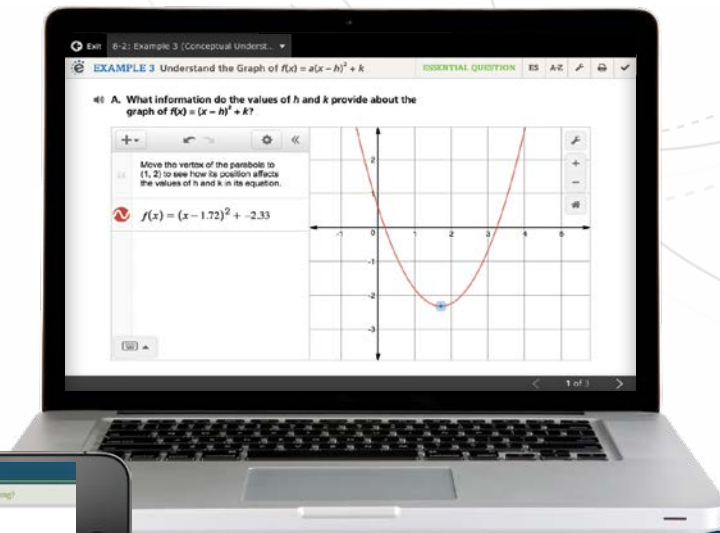 Exit 8-2: Example 3 (Conceptual Underst...
EXAMPLE 3 Understand the Graph of f(x) = a(x – h)² + k ESSENTIAL QUESTION ES A-Z
A. What information do the values of h and k provide about the
graph of f(x) = (x – h)² + k?
Move the vertex of the parabola to
(1, 2) to see how its position affects
the values of h and k in its equation.
f(x) = (x – 1.72)² + –2.33
2
1
-1 0 2 3 4 5
-1
-2
-3
1 of 3